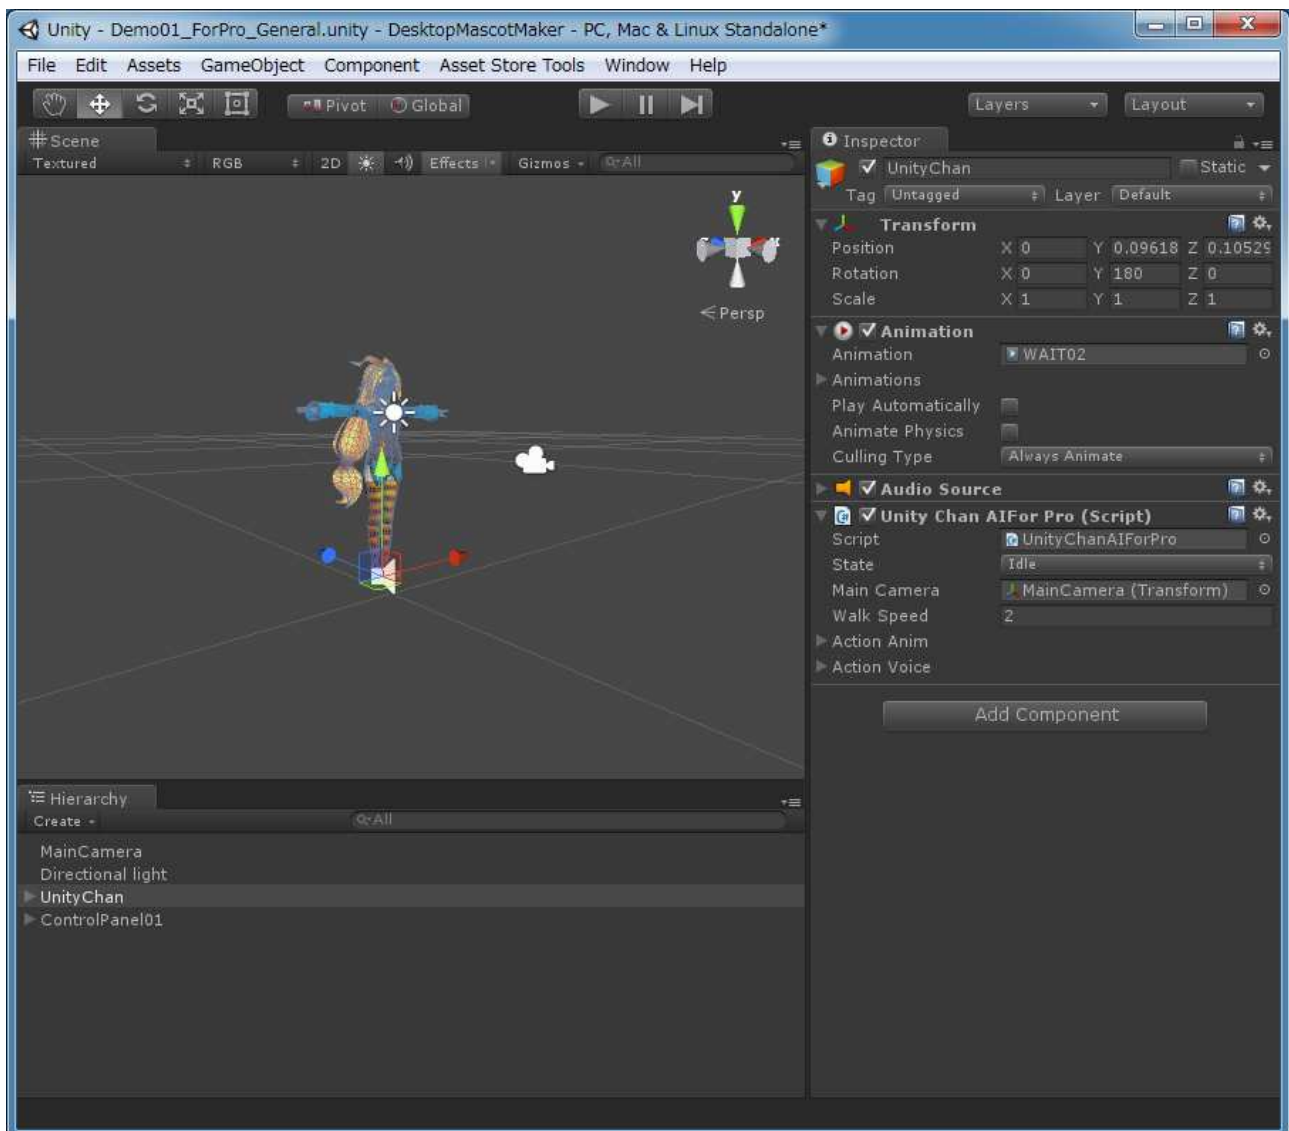 Unity - Demo01_ForPro_General.unity - DesktopMascotMaker - PC, Mac & Linux Standalone*
File Edit Assets GameObject Component Asset Store Tools Window Help
Pivot Global Layers Layout
Scene
Textured RGB 2D Effects Gizmos All
y
x
Persp
Hierarchy
Create All
MainCamera
Directional light
UnityChan
ControlPanel01
Inspector
UnityChan Static
Tag Untagged Layer Default
Transform
Position X 0 Y 0.09618 Z 0.10529
Rotation X 0 Y 180 Z 0
Scale X 1 Y 1 Z 1
Animation
Animation WAIT02
Animations
Play Automatically
Animate Physics
Culling Type Always Animate
Audio Source
Unity Chan AIFor Pro (Script)
Script UnityChanAIForPro
State Idle
Main Camera MainCamera (Transform)
Walk Speed 2
Action Anim
Action Voice
Add Component